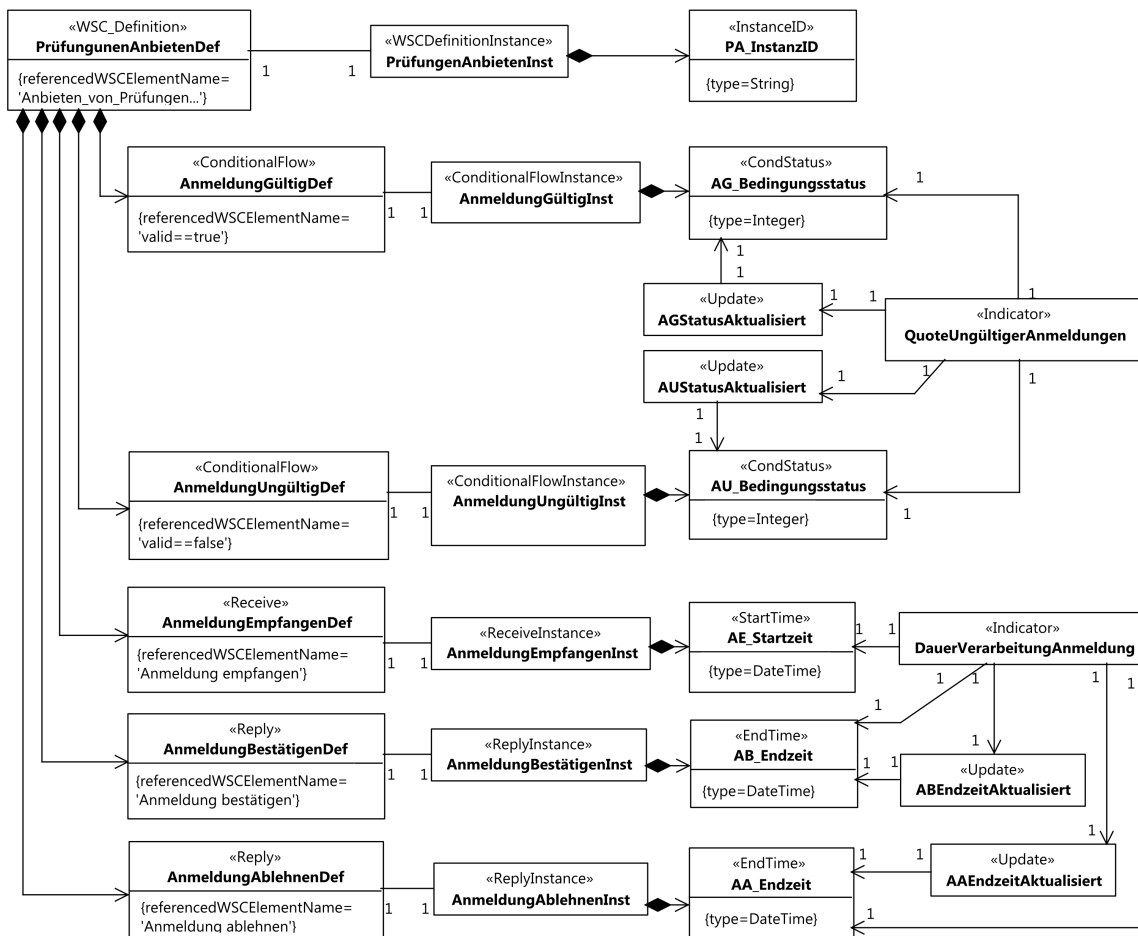 «WSC_Definition»
PrüfungunenAnbietenDef
{referencedWSCElementName=
'Anbieten_von_Prüfungen...'}
1
1
«WSCDefinitionInstance»
PrüfungenAnbietenInst
«InstanceID»
PA_InstanzID
{type=String}
«ConditionalFlow»
AnmeldungGültigDef
{referencedWSCElementName=
'valid==true'}
1
1
«ConditionalFlowInstance»
AnmeldungGültigInst
«CondStatus»
AG_Bedingungsstatus
{type=Integer}
1
1
1
1
«Update»
AGStatusAktualisiert
1
1
«Indicator»
QuoteUngültigerAnmeldungen
«Update»
AUStatusAktualisiert
1
1
1
1
1
«ConditionalFlow»
AnmeldungUngültigDef
{referencedWSCElementName=
'valid==false'}
1
1
«ConditionalFlowInstance»
AnmeldungUngültigInst
«CondStatus»
AU_Bedingungsstatus
{type=Integer}
1
«Receive»
AnmeldungEmpfangenDef
{referencedWSCElementName=
'Anmeldung empfangen'}
1
1
«ReceiveInstance»
AnmeldungEmpfangenInst
«StartTime»
AE_Startzeit
{type=DateTime}
1
1
«Indicator»
DauerVerarbeitungAnmeldung
1
1
1
1
«Reply»
AnmeldungBestätigenDef
{referencedWSCElementName=
'Anmeldung bestätigen'}
1
1
«ReplyInstance»
AnmeldungBestätigenInst
«EndTime»
AB_Endzeit
{type=DateTime}
1
1
1
1
«Update»
ABEndzeitAktualisiert
1
«Reply»
AnmeldungAblehnenDef
{referencedWSCElementName=
'Anmeldung ablehnen'}
1
1
«ReplyInstance»
AnmeldungAblehnenInst
«EndTime»
AA_Endzeit
{type=DateTime}
1
1
1
«Update»
AAEndzeitAktualisiert